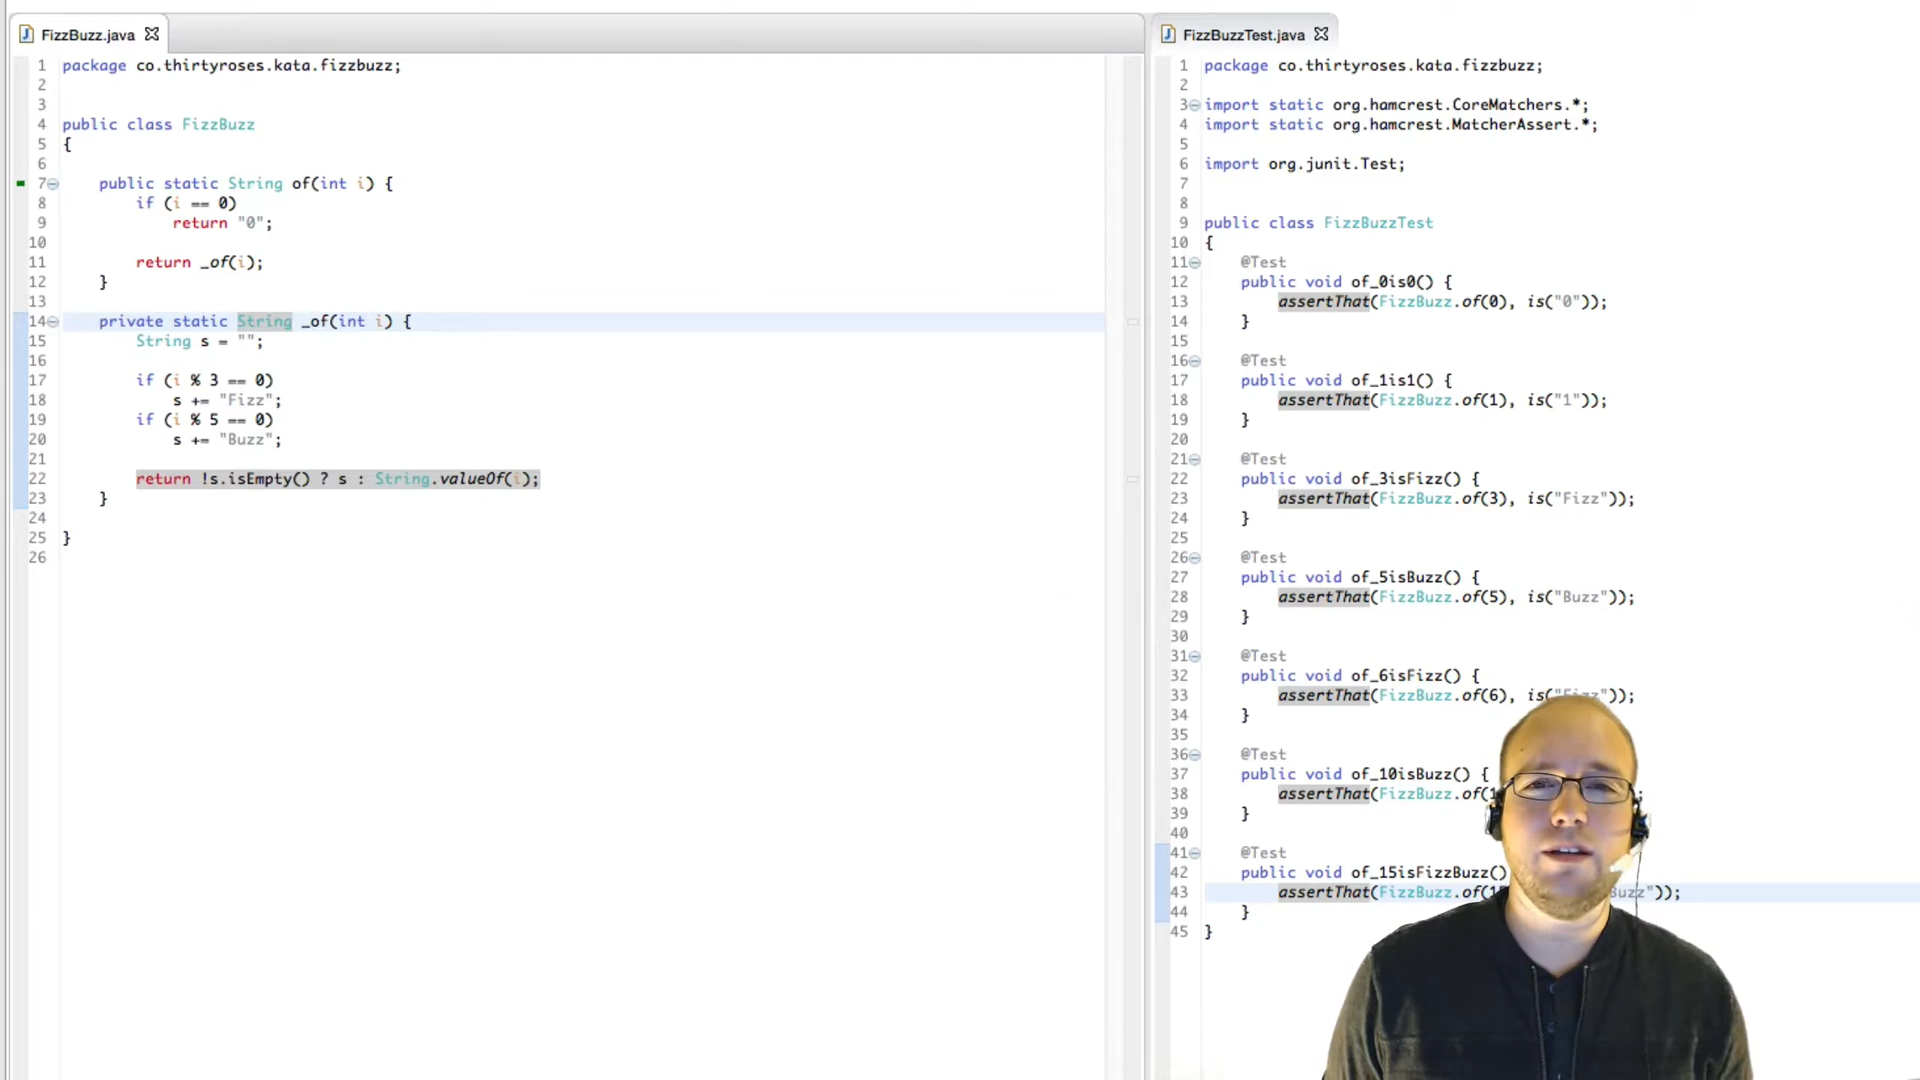 FizzBuzz.java
1 package co.thirtyroses.kata.fizzbuzz;
2
3
4 public class FizzBuzz
5 {
6
7 public static String of(int i) {
8 if (i == 0)
9 return "0";
10
11 return _of(i);
12 }
13
14 private static String _of(int i) {
15 String s = "";
16
17 if (i % 3 == 0)
18 s += "Fizz";
19 if (i % 5 == 0)
20 s += "Buzz";
21
22 return !s.isEmpty() ? s : String.valueOf(i);
23 }
24
25 }
26
FizzBuzzTest.java
1 package co.thirtyroses.kata.fizzbuzz;
2
3 import static org.hamcrest.CoreMatchers.*;
4 import static org.hamcrest.MatcherAssert.*;
5
6 import org.junit.Test;
7
8
9 public class FizzBuzzTest
10 {
11 @Test
12 public void of_0is0() {
13 assertThat(FizzBuzz.of(0), is("0"));
14 }
15
16 @Test
17 public void of_1is1() {
18 assertThat(FizzBuzz.of(1), is("1"));
19 }
20
21 @Test
22 public void of_3isFizz() {
23 assertThat(FizzBuzz.of(3), is("Fizz"));
24 }
25
26 @Test
27 public void of_5isBuzz() {
28 assertThat(FizzBuzz.of(5), is("Buzz"));
29 }
30
31 @Test
32 public void of_6isFizz() {
33 assertThat(FizzBuzz.of(6), is("Fizz"));
34 }
35
36 @Test
37 public void of_10isBuzz() {
38 assertThat(FizzBuzz.of(1 ;
39 }
40
41 @Test
42 public void of_15isFizzBuzz()
43 assertThat(FizzBuzz.of(1 Buzz"));
44 }
45 }